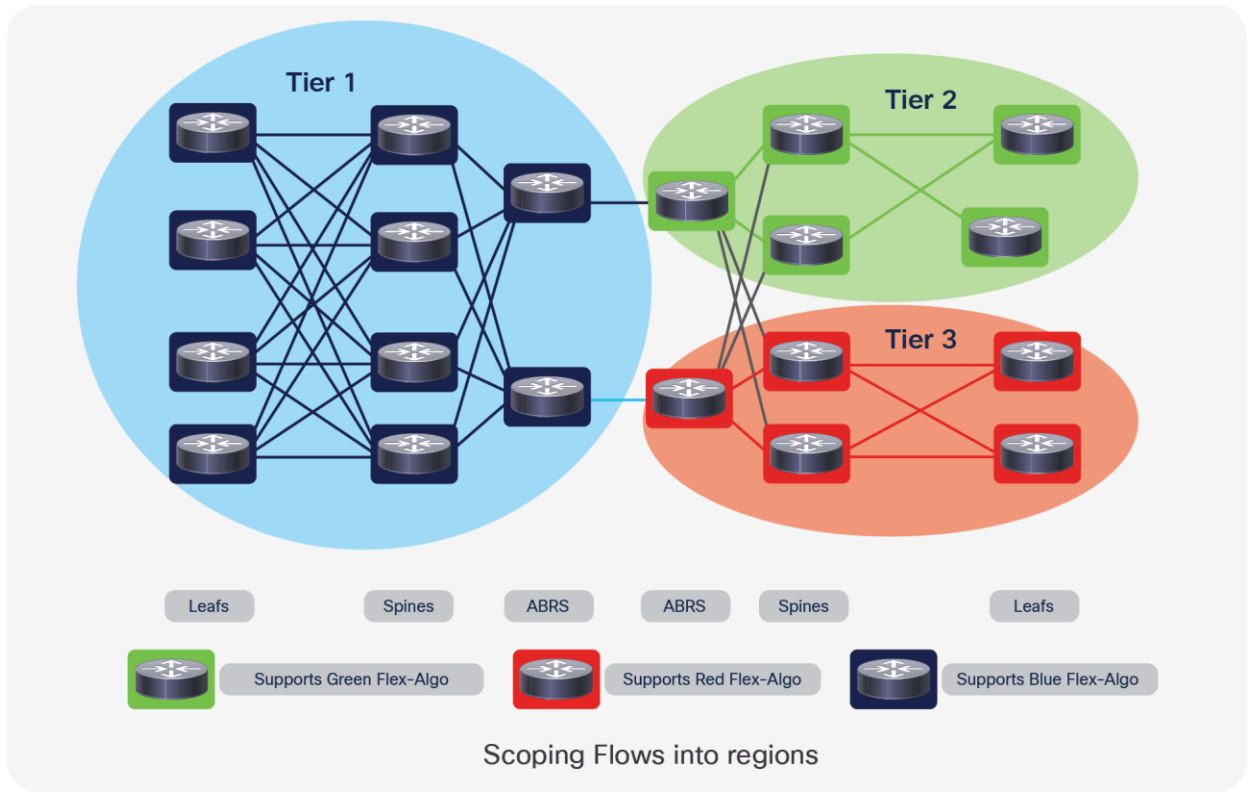 Tier 1
Tier 2
Tier 3
Leafs
Spines
ABRS
ABRS
Spines
Leafs
Supports Green Flex-Algo
Supports Red Flex-Algo
Supports Blue Flex-Algo
Scoping Flows into regions